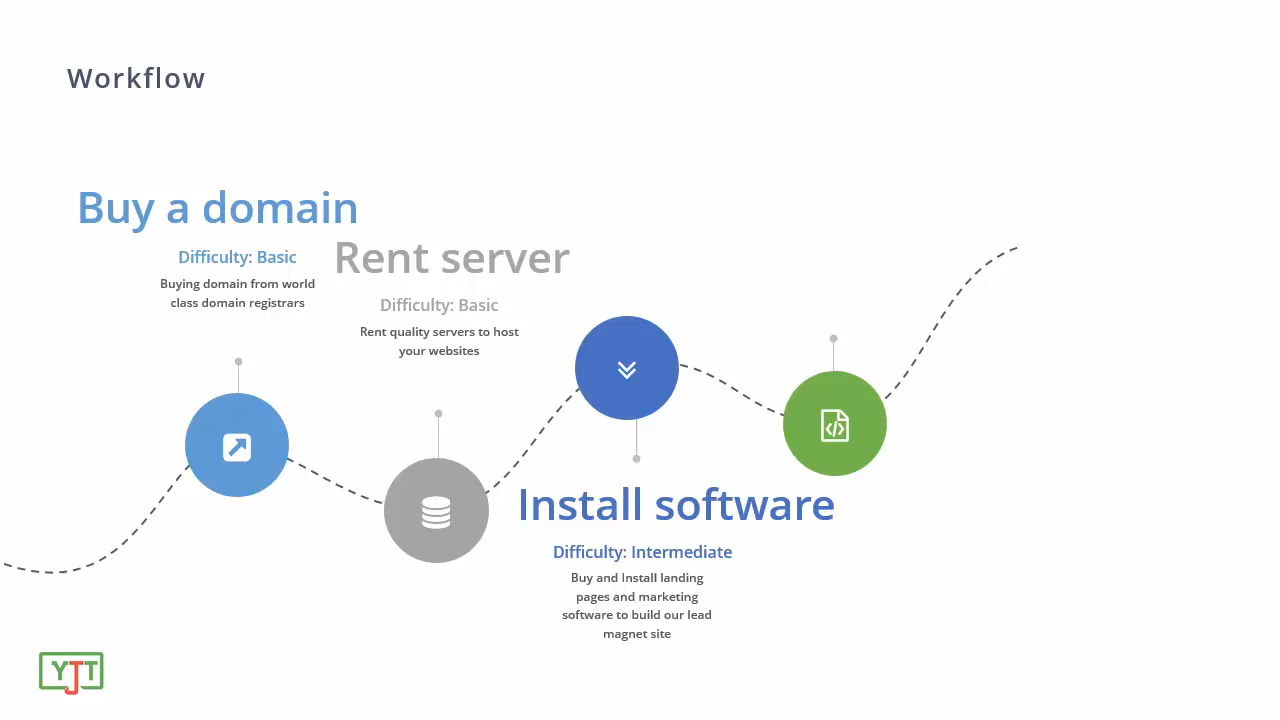 Workflow
Buy a domain
Difficulty: Basic
Buying domain from world
class domain registrars
Rent server
Difficulty: Basic
Rent quality servers to host
your websites
Install software
Difficulty: Intermediate
Buy and Install landing
pages and marketing
software to build our lead
magnet site
YJT